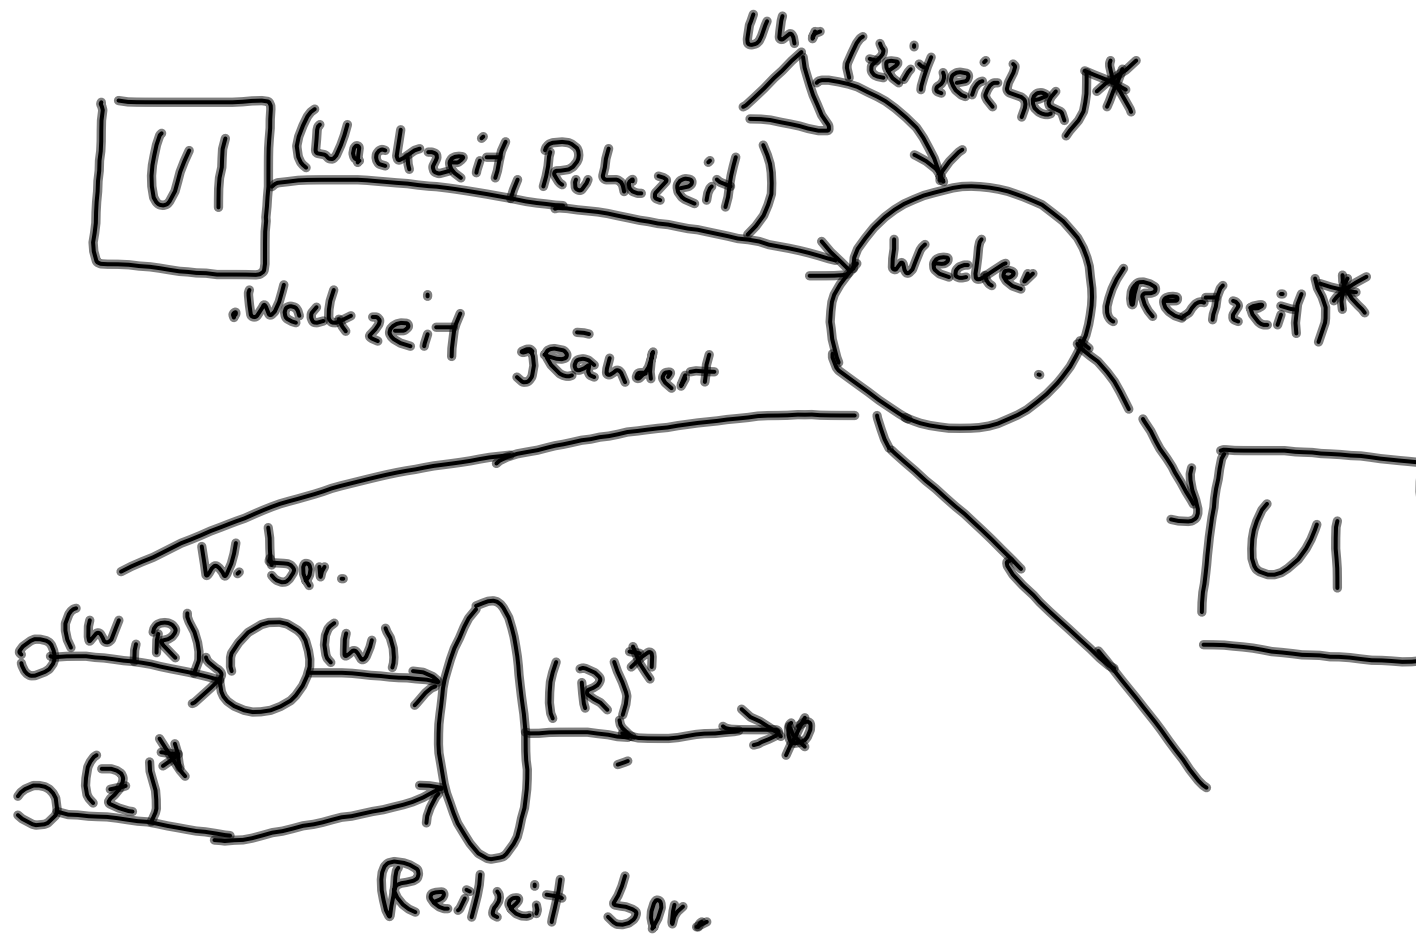 Uhr
(Zeitzeichen)*
UI
(Weckzeit, Ruhezeit)
Wecker
(Restzeit)*
Weckzeit geändert
UI
W. ber.
(W, R)
(W)
(R)*
(Z)*
Restzeit ber.